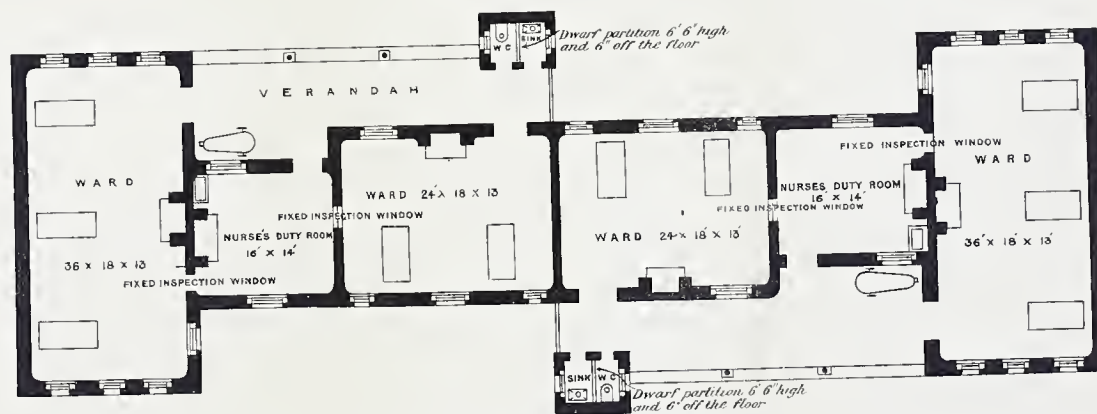 Dwarf partition 6' 6" high
and 6" off the floor
W C
SINK
VERANDAH
WARD
36 × 18 × 13
FIXED INSPECTION WINDOW
NURSE'S DUTY ROOM
16' × 14'
FIXED INSPECTION WINDOW
WARD 24' × 18 × 13
WARD 24 × 18' × 13'
FIXED INSPECTION WINDOW
NURSES DUTY ROOM
16' × 14'
FIXED INSPECTION WINDOW
WARD
36' × 18' × 13'
SINK
W C
Dwarf partition 6' 6" high
and 6" off the floor